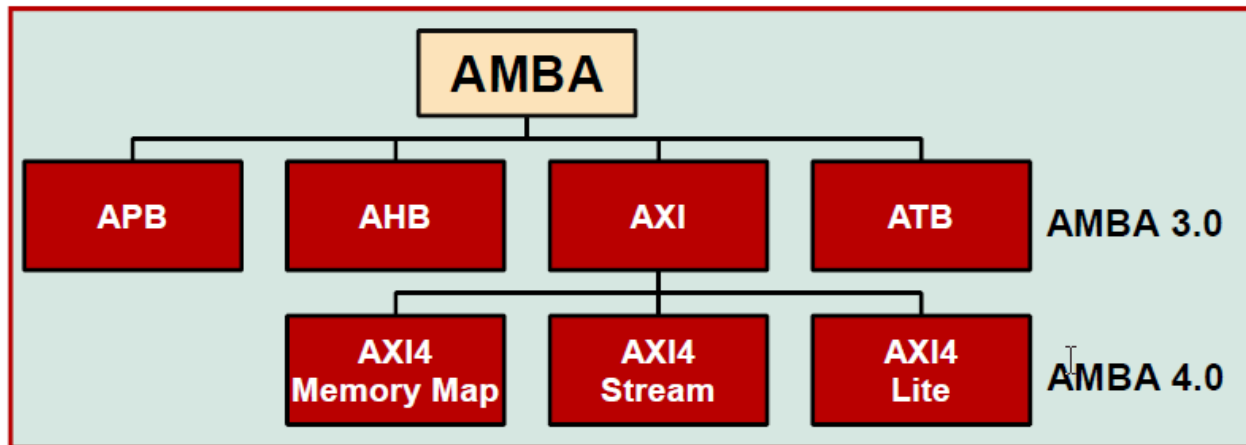 AMBA
APB
AHB
AXI
ATB
AMBA 3.0
AXI4
Memory Map
AXI4
Stream
AXI4
Lite
AMBA 4.0